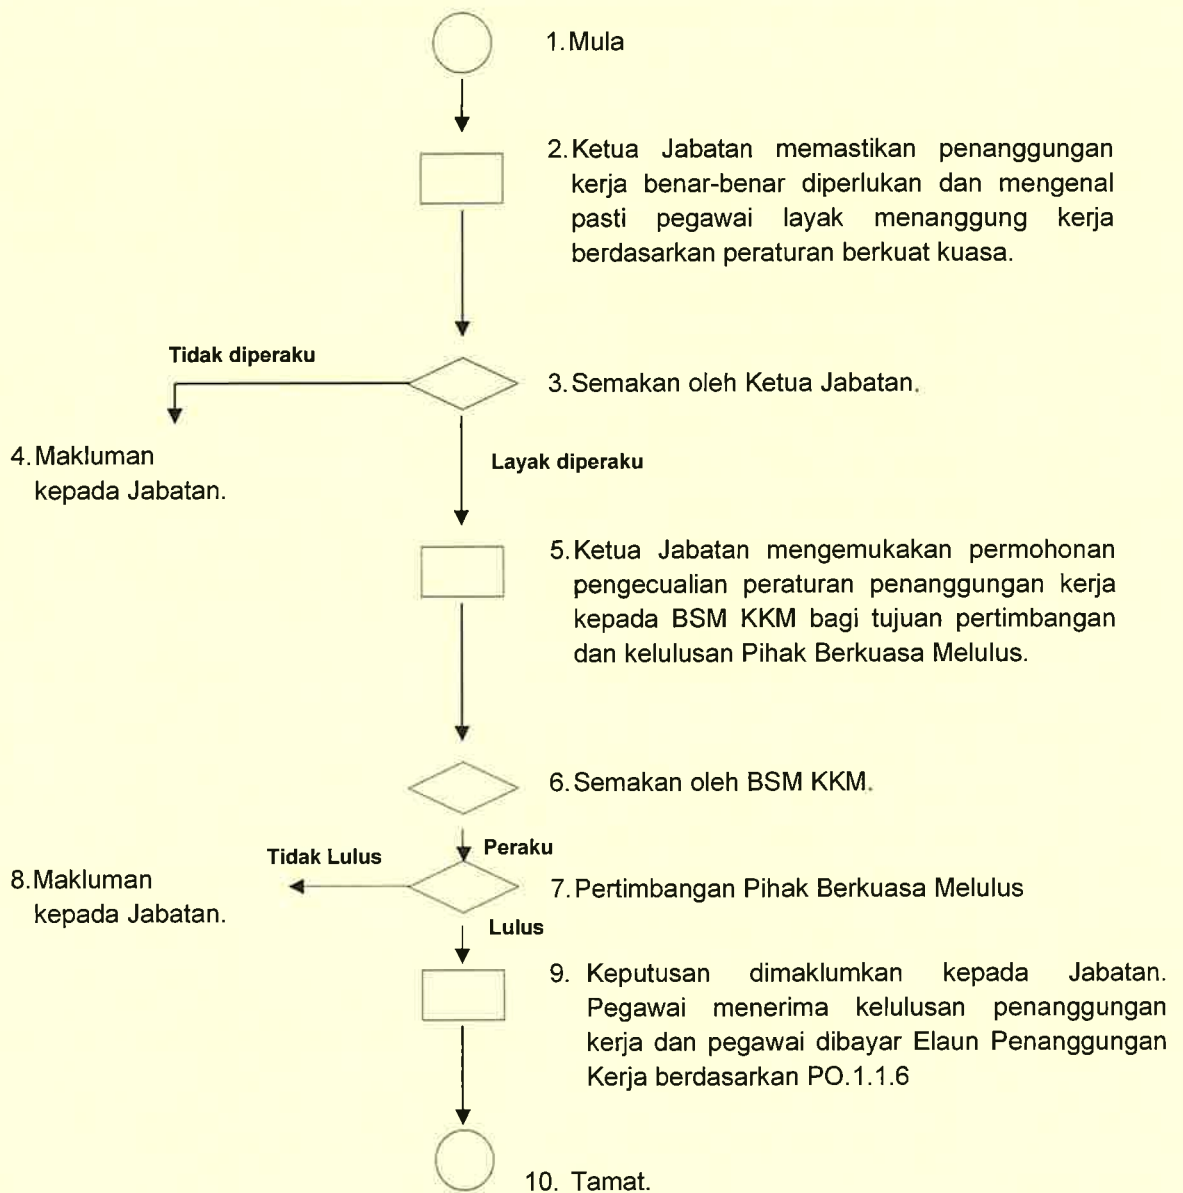 1. Mula
2. Ketua Jabatan memastikan penanggungan
kerja benar-benar diperlukan dan mengenal
pasti pegawai layak menanggung kerja
berdasarkan peraturan berkuat kuasa.
Tidak diperaku
3. Semakan oleh Ketua Jabatan.
4. Makluman
kepada Jabatan.
Layak diperaku
5. Ketua Jabatan mengemukakan permohonan
pengecualian peraturan penanggungan kerja
kepada BSM KKM bagi tujuan pertimbangan
dan kelulusan Pihak Berkuasa Melulus.
6. Semakan oleh BSM KKM.
Peraku
Tidak Lulus
7. Pertimbangan Pihak Berkuasa Melulus
8. Makluman
kepada Jabatan.
Lulus
9. Keputusan dimaklumkan kepada Jabatan.
Pegawai menerima kelulusan penanggungan
kerja dan pegawai dibayar Elaun Penanggungan
Kerja berdasarkan PO.1.1.6
10. Tamat.